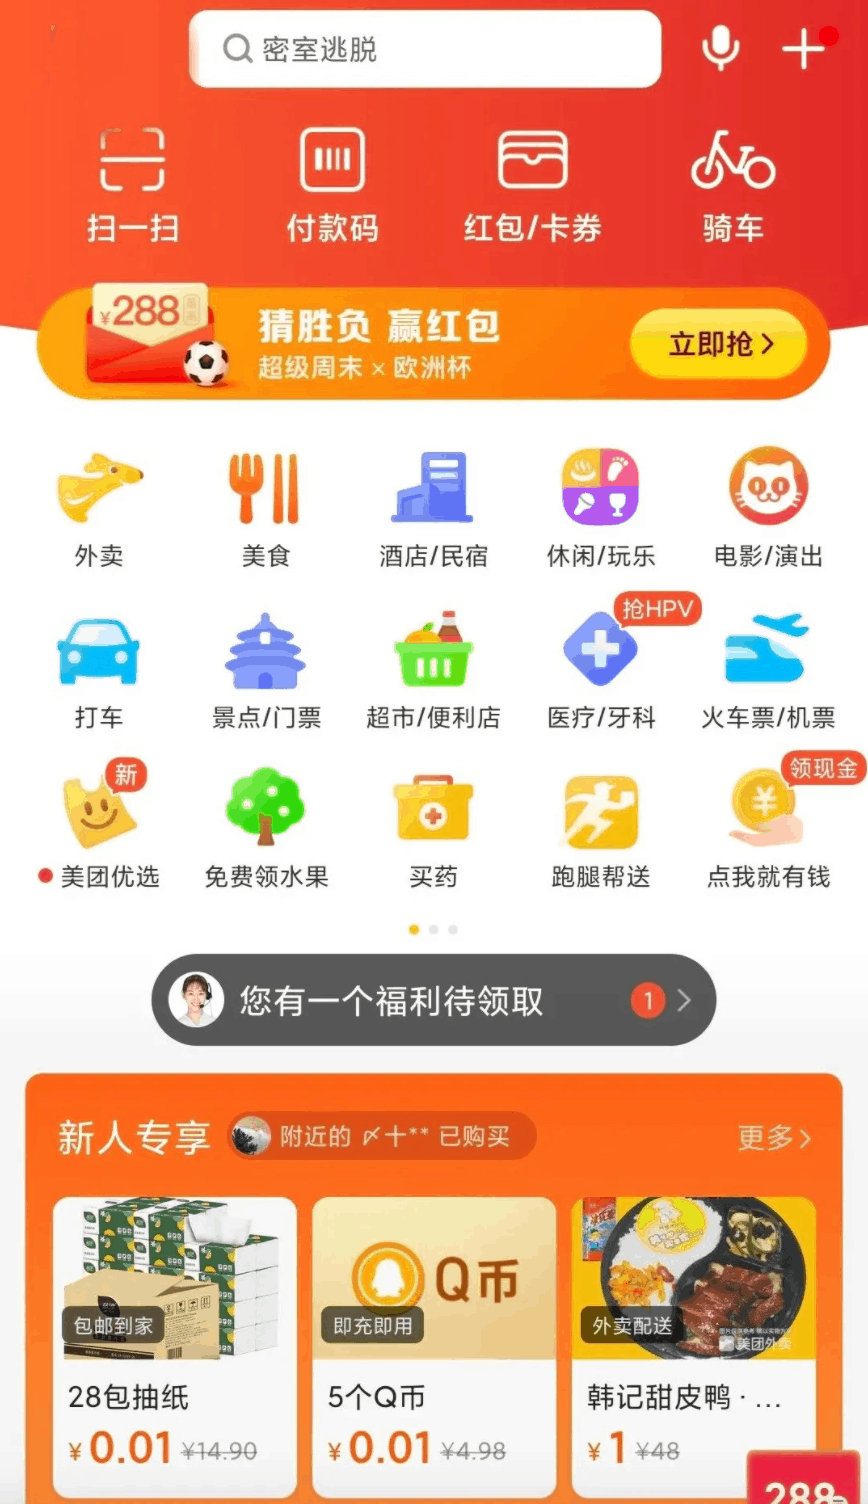 密室逃脱
扫一扫
付款码
红包/卡券
骑车
¥288
猜胜负 赢红包
超级周末 × 欧洲杯
立即抢
外卖
美食
酒店/民宿
休闲/玩乐
电影/演出
抢HPV
打车
景点/门票
超市/便利店
医疗/牙科
火车票/机票
新
领现金
美团优选
免费领水果
买药
跑腿帮送
点我就有钱
您有一个福利待领取
1
新人专享
附近的 〆十** 已购买
更多
Q币
包邮到家
即充即用
外卖配送
美团外卖
28包抽纸
5个Q币
韩记甜皮鸭 · ...
¥0.01 ¥14.90
¥0.01 ¥4.98
¥1 ¥48
288